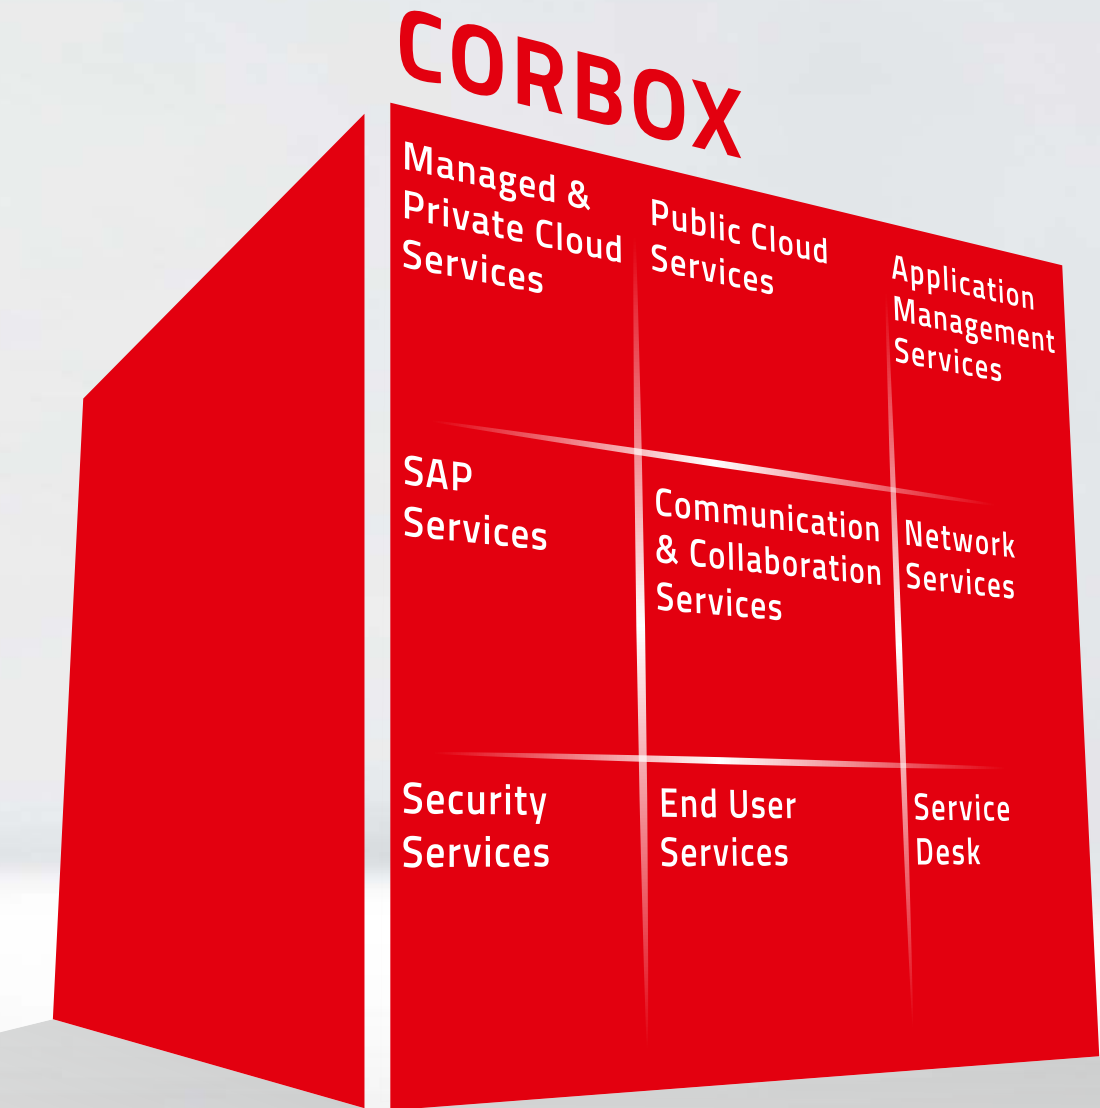 CORBOX
Managed &
Private Cloud
Services
Public Cloud
Services
Application
Management
Services
SAP
Services
Communication
& Collaboration
Services
Network
Services
Security
Services
End User
Services
Service
Desk